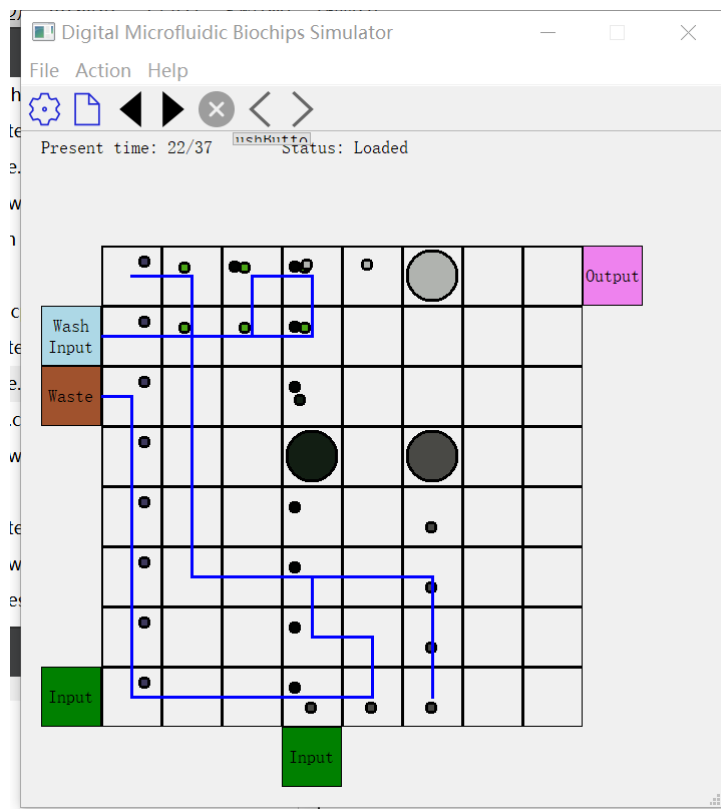 Digital Microfluidic Biochips Simulator
File Action Help
Present time: 22/37
Status: Loaded
Output
Wash
Input
Waste
Input
Input